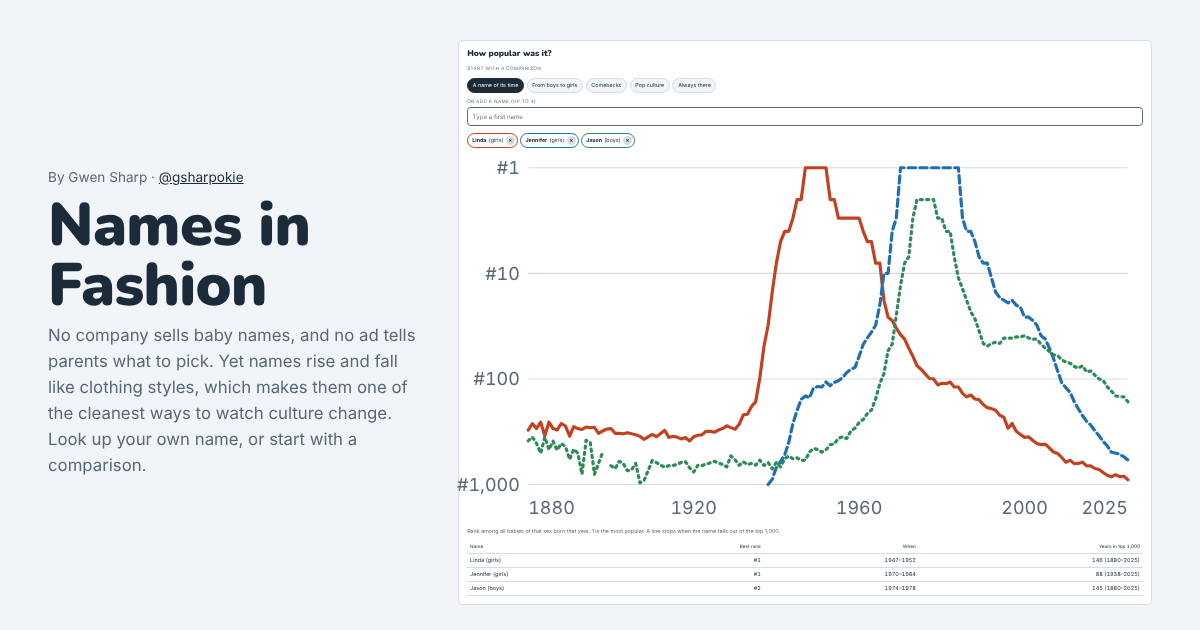 By Gwen Sharp · @gsharpokie
Names in
Fashion
No company sells baby names, and no ad tells
parents what to pick. Yet names rise and fall
like clothing styles, which makes them one of
the cleanest ways to watch culture change.
Look up your own name, or start with a
comparison.
How popular was it?
START WITH A COMPARISON
A name of its time From boys to girls Comebacks Pop culture Always there
OR ADD A NAME (UP TO 4)
Type a first name
Linda (girls) × Jennifer (girls) × Jason (boys) ×
#1
#10
#100
#1,000
1880 1920 1960 2000 2025
Rank among all babies of that sex born that year. 1 is the most popular. A line stops when the name falls out of the top 1,000.
Name Best rank When Years in top 1,000
Linda (girls) #1 1947–1952 146 (1880–2025)
Jennifer (girls) #1 1970–1984 88 (1938–2025)
Jason (boys) #2 1974–1978 145 (1880–2025)